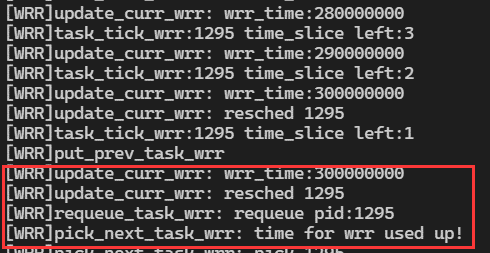 [WRR]update_curr_wrr: wrr_time:280000000
[WRR]task_tick_wrr:1295 time_slice left:3
[WRR]update_curr_wrr: wrr_time:290000000
[WRR]task_tick_wrr:1295 time_slice left:2
[WRR]update_curr_wrr: wrr_time:300000000
[WRR]update_curr_wrr: resched 1295
[WRR]task_tick_wrr:1295 time_slice left:1
[WRR]put_prev_task_wrr
[WRR]update_curr_wrr: wrr_time:300000000
[WRR]update_curr_wrr: resched 1295
[WRR]requeue_task_wrr: requeue pid:1295
[WRR]pick_next_task_wrr: time for wrr used up!
[WRR]pick_next_task_wrr: pick 1295